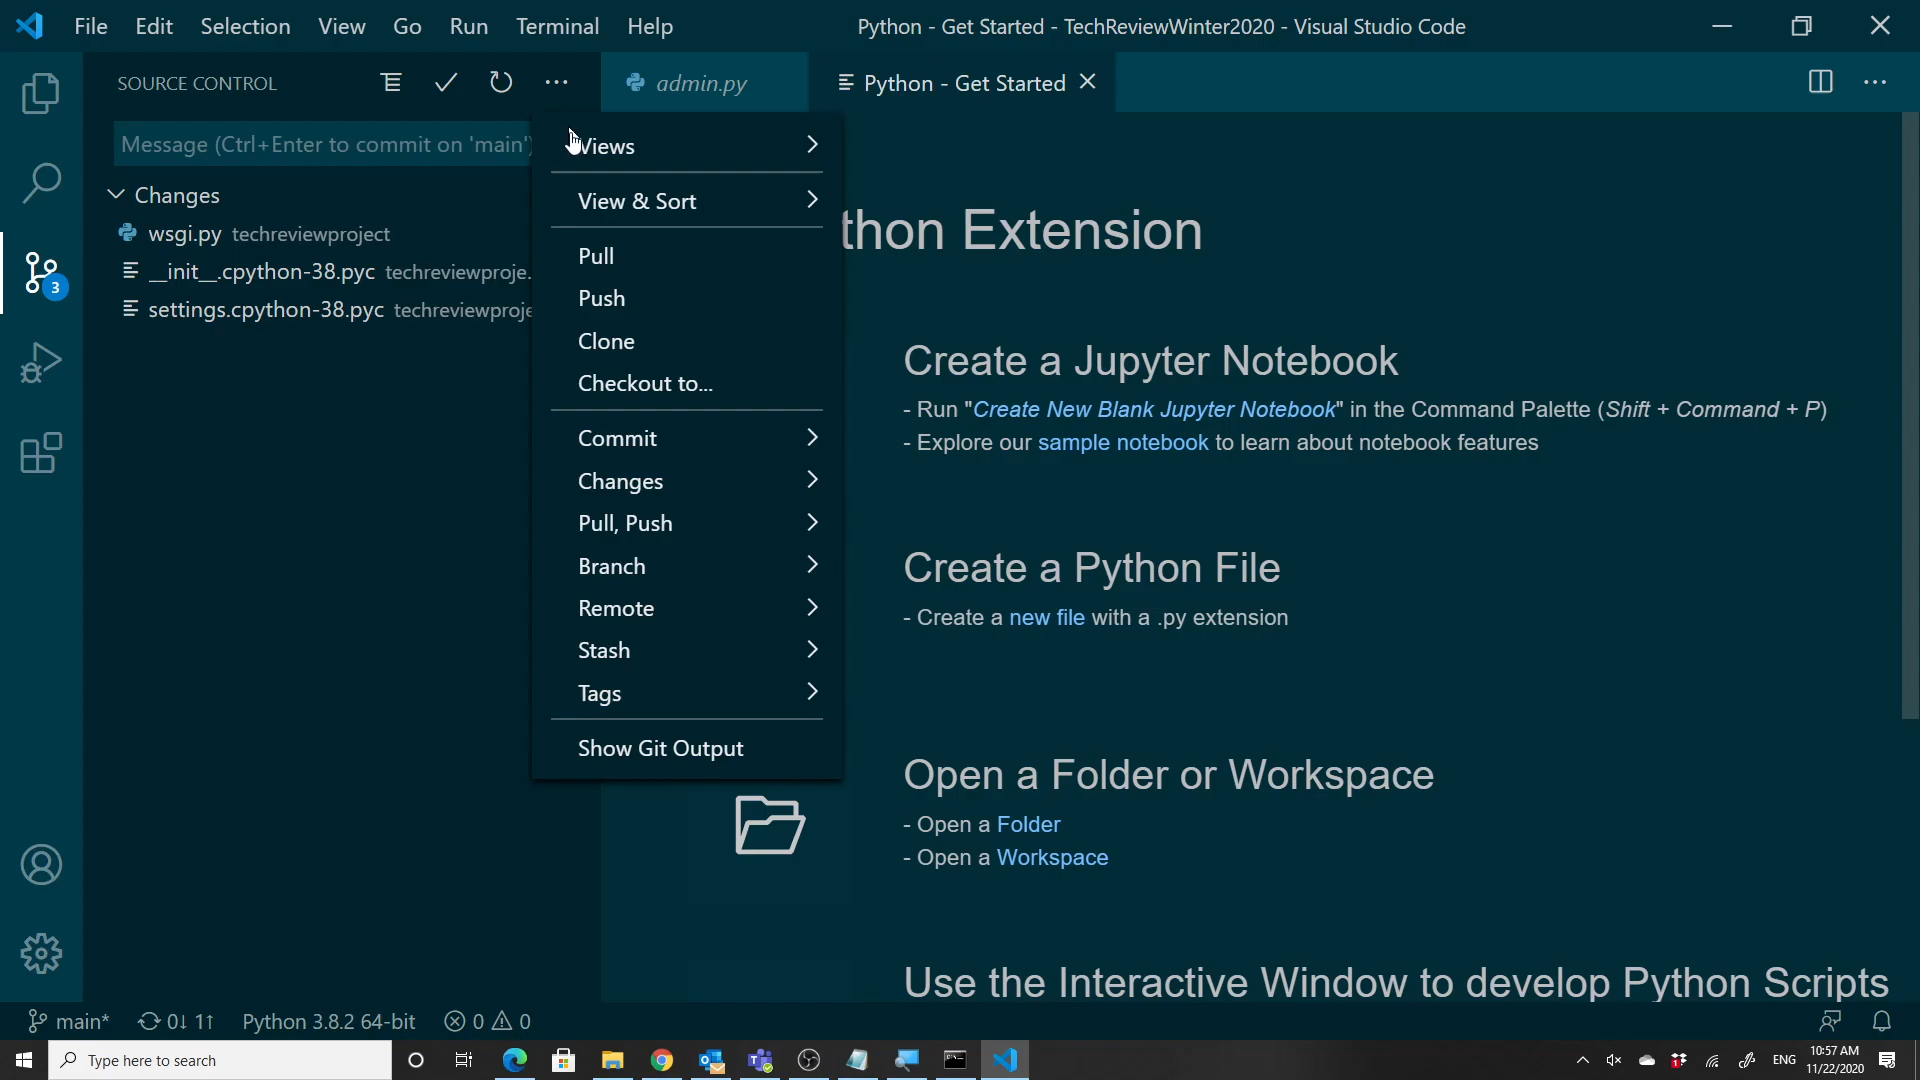 File Edit Selection View Go Run Terminal Help
Python - Get Started - TechReviewWinter2020 - Visual Studio Code
SOURCE CONTROL
admin.py
Python - Get Started
Message (Ctrl+Enter to commit on 'main')
Changes
wsgi.py techreviewproject
__init__.cpython-38.pyc techreviewproje...
settings.cpython-38.pyc techreviewproje
3
Views
View & Sort
Pull
Push
Clone
Checkout to...
Commit
Changes
Pull, Push
Branch
Remote
Stash
Tags
Show Git Output
thon Extension
Create a Jupyter Notebook
- Run "Create New Blank Jupyter Notebook" in the Command Palette (Shift + Command + P)
- Explore our sample notebook to learn about notebook features
Create a Python File
- Create a new file with a .py extension
Open a Folder or Workspace
- Open a Folder
- Open a Workspace
Use the Interactive Window to develop Python Scripts
main* 0↓ 1↑ Python 3.8.2 64-bit 0 0
Type here to search
ENG
10:57 AM
11/22/2020